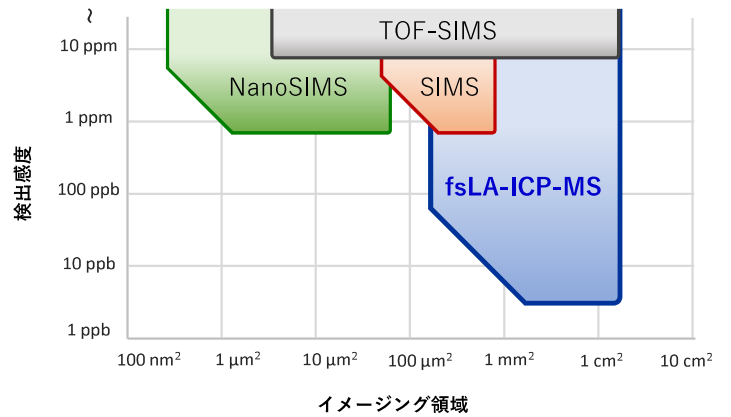 ~
TOF-SIMS
10 ppm
NanoSIMS
SIMS
1 ppm
検出感度
100 ppb
fsLA-ICP-MS
10 ppb
1 ppb
100 nm²
1 μm²
10 μm²
100 μm²
1 mm²
1 cm²
10 cm²
イメージング領域